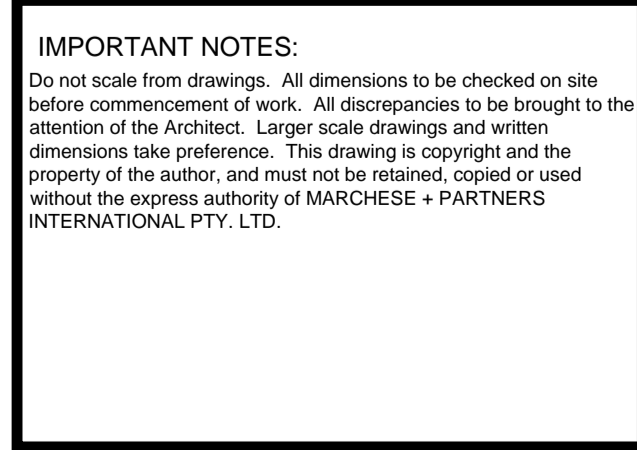 IMPORTANT NOTES:
Do not scale from drawings.  All dimensions to be checked on site
before commencement of work.  All discrepancies to be brought to the
attention of the Architect.  Larger scale drawings and written
dimensions take preference.  This drawing is copyright and the
property of the author, and must not be retained, copied or used
without the express authority of MARCHESE + PARTNERS
INTERNATIONAL PTY. LTD.